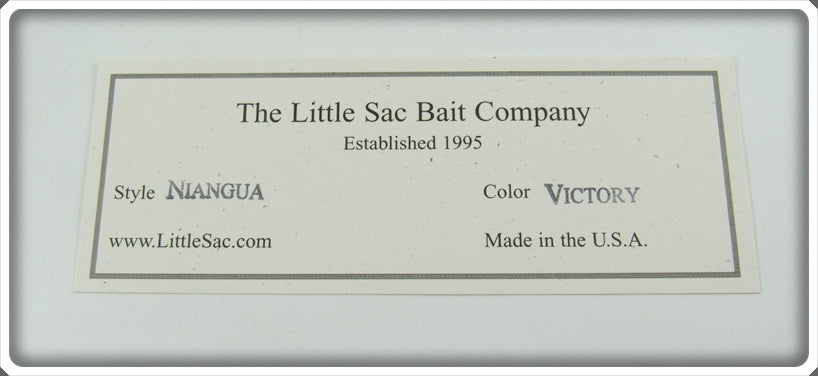 The Little Sac Bait Company
Established 1995
Style NIANGUA Color VICTORY
www.LittleSac.com Made in the U.S.A.